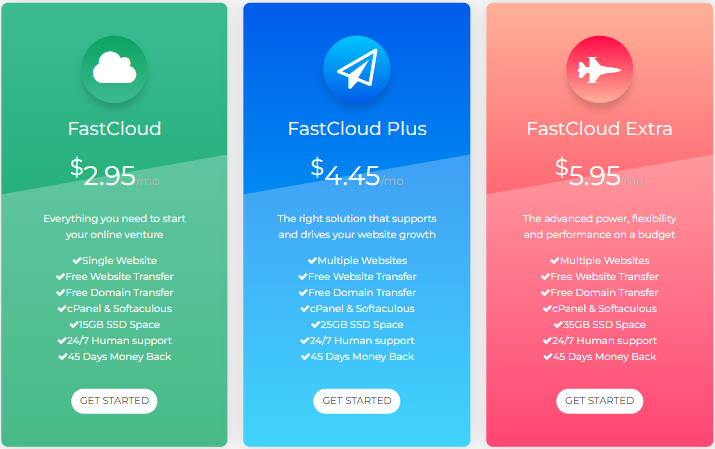 FastCloud
$2.95/mo
Everything you need to start
your online venture
✔Single Website
✔Free Website Transfer
✔Free Domain Transfer
✔cPanel & Softaculous
✔15GB SSD Space
✔24/7 Human support
✔45 Days Money Back
GET STARTED
FastCloud Plus
$4.45/mo
The right solution that supports
and drives your website growth
✔Multiple Websites
✔Free Website Transfer
✔Free Domain Transfer
✔cPanel & Softaculous
✔25GB SSD Space
✔24/7 Human support
✔45 Days Money Back
GET STARTED
FastCloud Extra
$5.95/mo
The advanced power, flexibility
and performance on a budget
✔Multiple Websites
✔Free Website Transfer
✔Free Domain Transfer
✔cPanel & Softaculous
✔35GB SSD Space
✔24/7 Human support
✔45 Days Money Back
GET STARTED